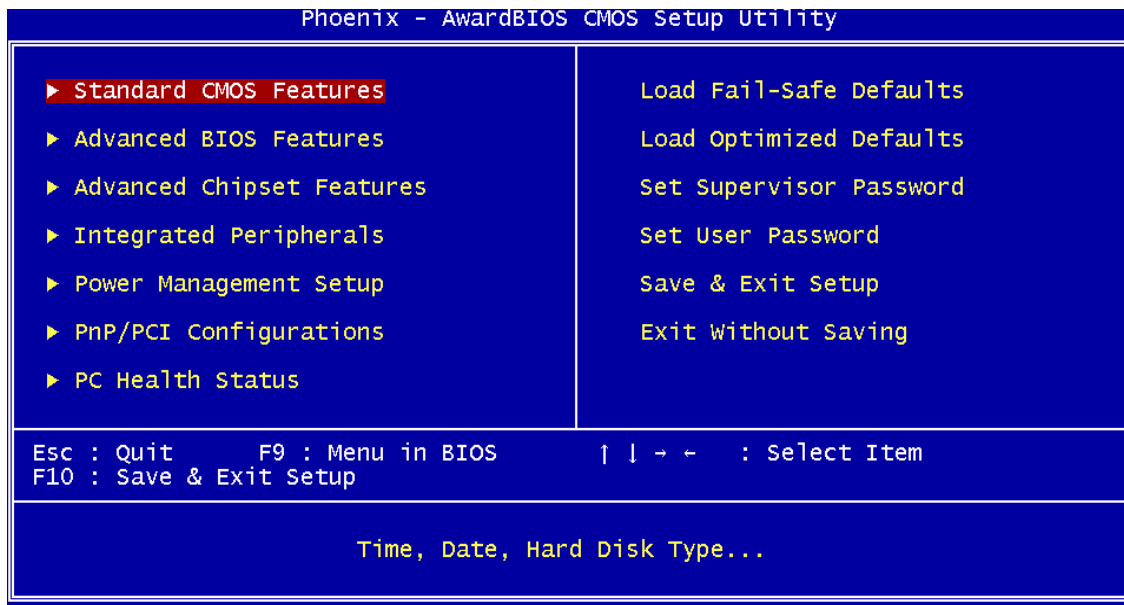 Phoenix - AwardBIOS CMOS Setup Utility
▶ Standard CMOS Features
▶ Advanced BIOS Features
▶ Advanced Chipset Features
▶ Integrated Peripherals
▶ Power Management Setup
▶ PnP/PCI Configurations
▶ PC Health Status
Load Fail-Safe Defaults
Load Optimized Defaults
Set Supervisor Password
Set User Password
Save & Exit Setup
Exit Without Saving
Esc : Quit F9 : Menu in BIOS ↑ ↓ → ← : Select Item
F10 : Save & Exit Setup
Time, Date, Hard Disk Type...